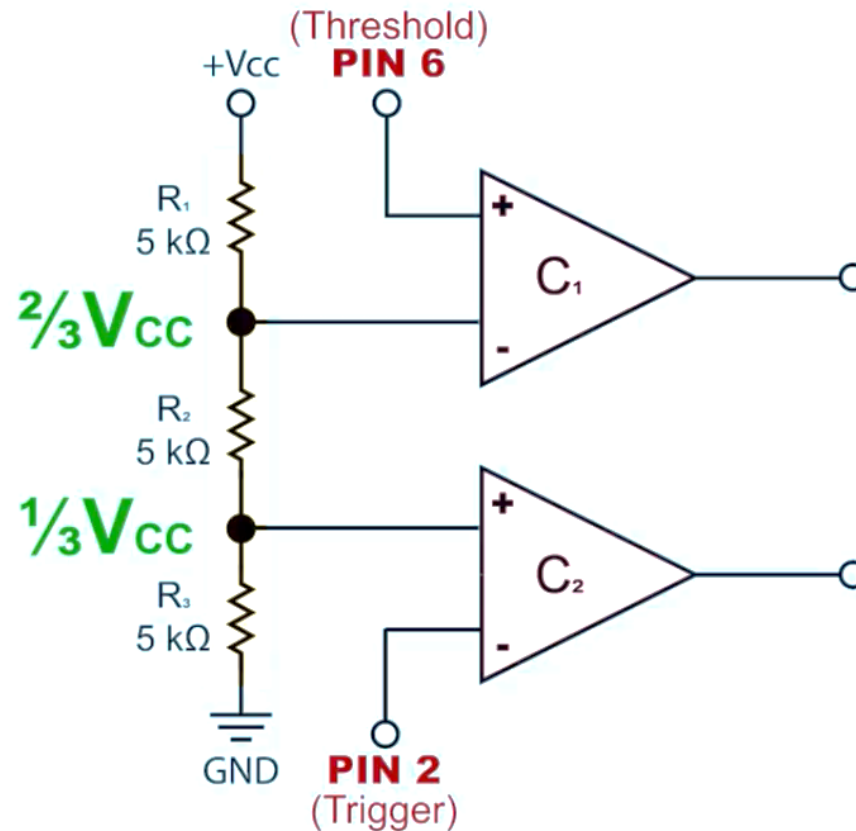 (Threshold)
+Vcc PIN 6
R₁
5 kΩ
+
C₁
⅔Vcc
-
R₂
5 kΩ
+
⅓Vcc
C₂
R₃
5 kΩ
-
GND PIN 2
(Trigger)